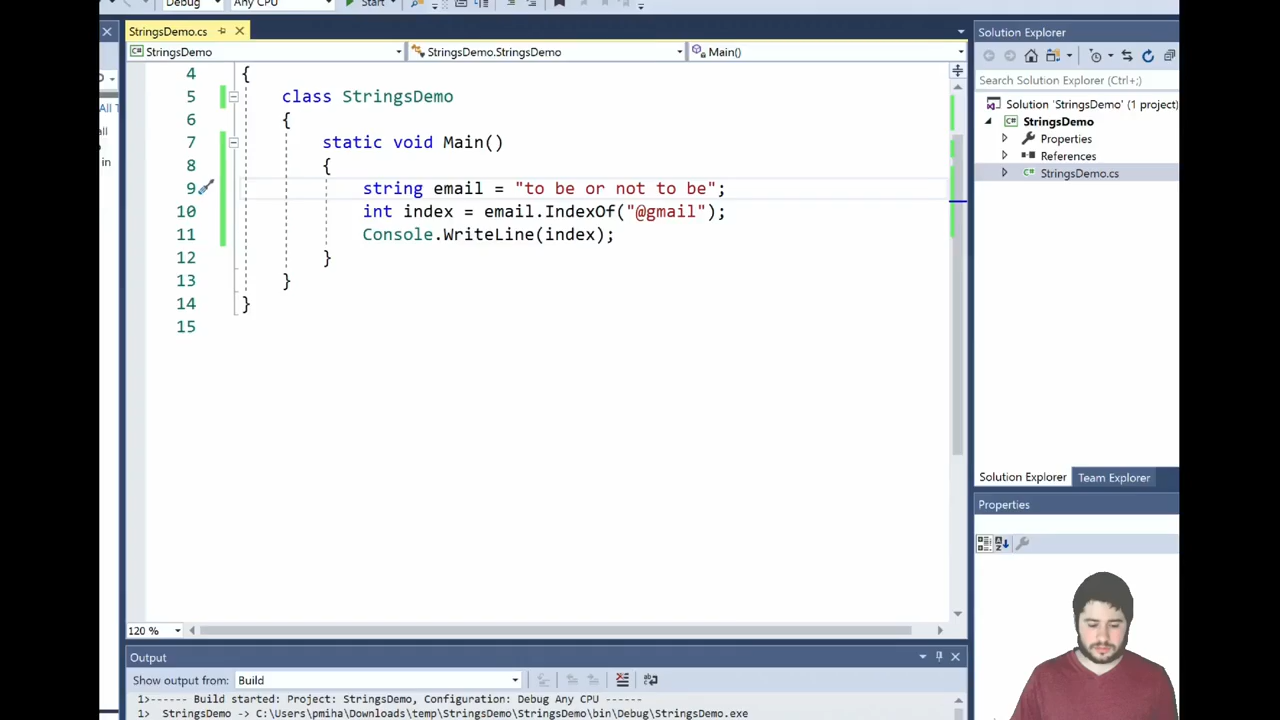 Debug Any CPU Start
StringsDemo.cs
StringsDemo StringsDemo.StringsDemo Main()
4 {
5 class StringsDemo
6 {
7 static void Main()
8 {
9 string email = "to be or not to be";
10 int index = email.IndexOf("@gmail");
11 Console.WriteLine(index);
12 }
13 }
14 }
15
120 %
Output
Show output from: Build
1>------ Build started: Project: StringsDemo, Configuration: Debug Any CPU ------
1> StringsDemo -> C:\Users\pmiha\Downloads\temp\StringsDemo\StringsDemo\bin\Debug\StringsDemo.exe
Solution Explorer
Search Solution Explorer (Ctrl+;)
Solution 'StringsDemo' (1 project)
StringsDemo
Properties
References
StringsDemo.cs
Solution Explorer Team Explorer
Properties